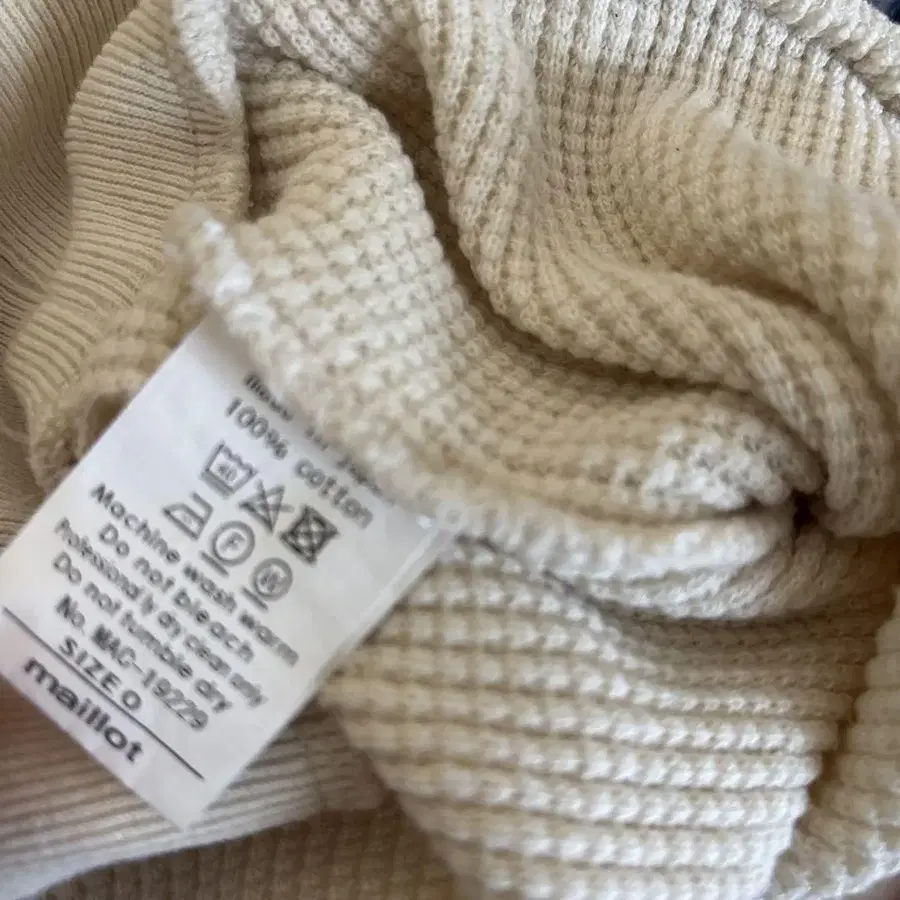 100% cotton
40
F
W
Machine wash warm
Do not bleach
Professionally dry clean only
Do not tumble dry
No. MAC-19229
SIZE 0
maillot